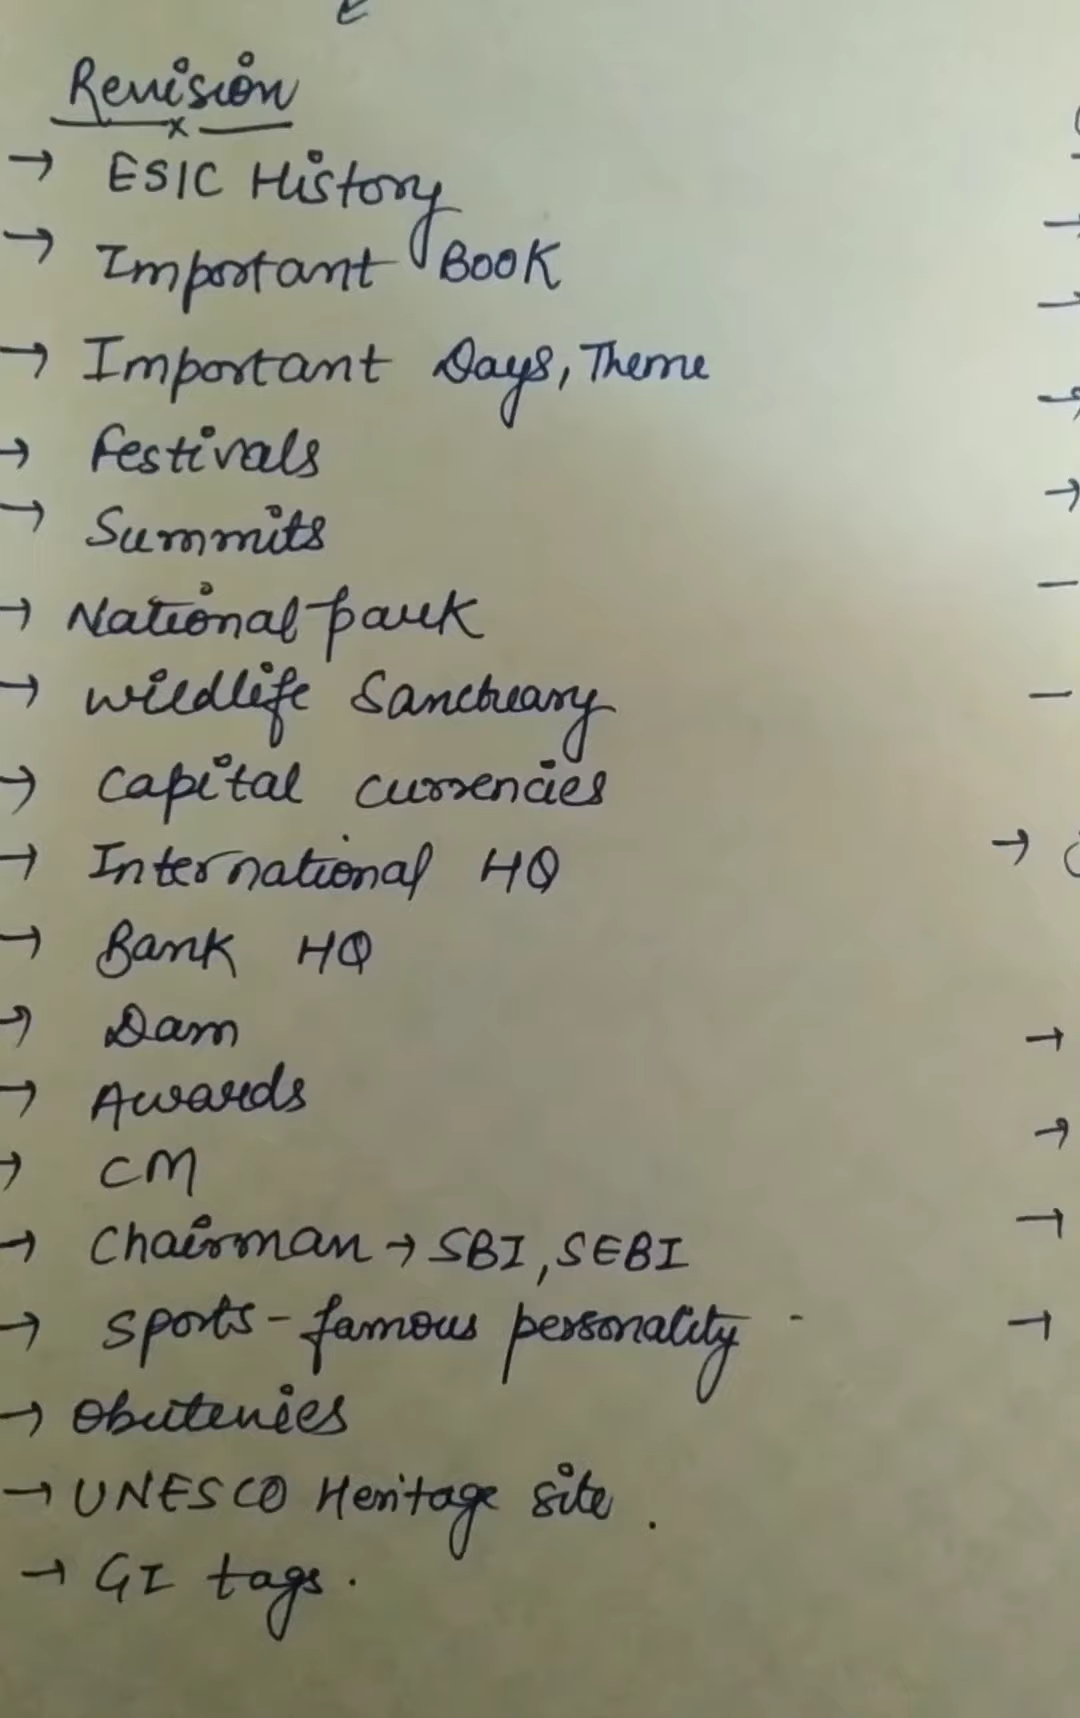 Revision
→ ESIC History
→ Important Book
→ Important Days, Theme
→ Festivals
→ Summits
→ National park
→ Wildlife Sanctuary
→ Capital currencies
→ International HQ
→ Bank HQ
→ Dam
→ Awards
→ CM
→ Chairman → SBI, SEBI
→ Sports - famous personality -
→ Obuteries
→ UNESCO Heritage site.
→ GI tags.